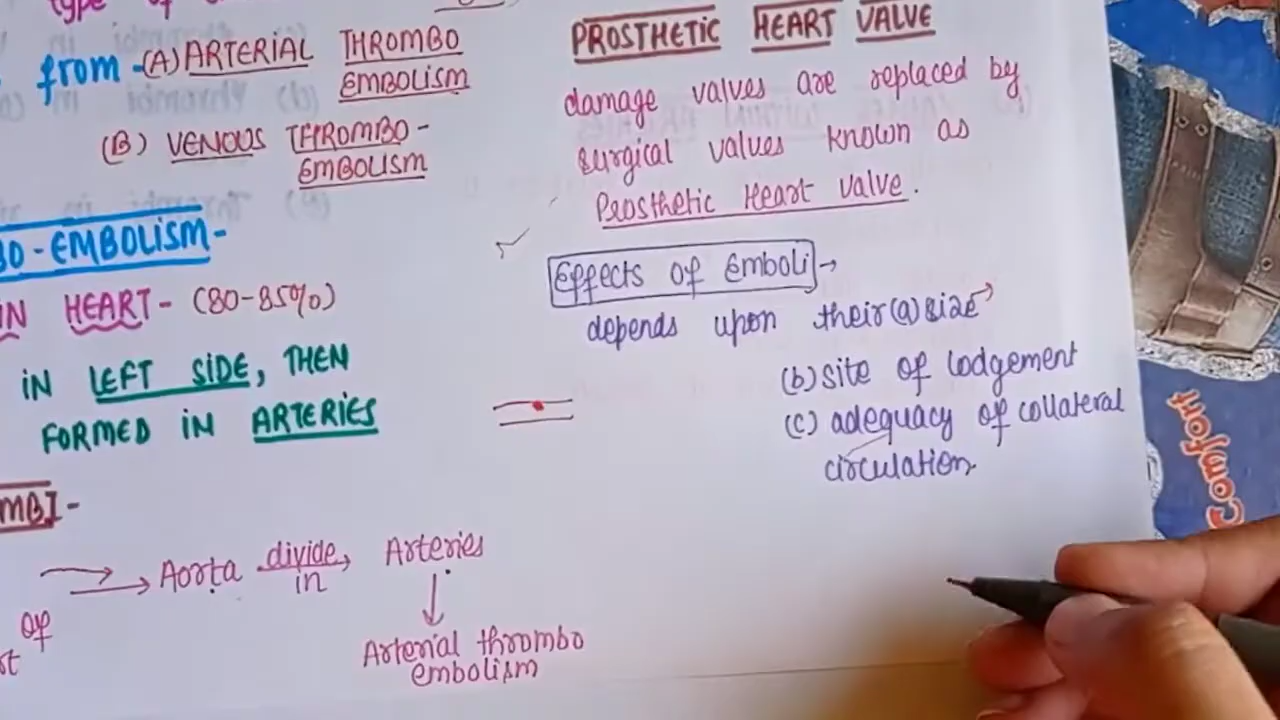 type of
from - (A) ARTERIAL THROMBO
EMBOLISM
(B) VENOUS THROMBO-
EMBOLISM
BO-EMBOLISM-
IN HEART- (80-85%)
IN LEFT SIDE, THEN
FORMED IN ARTERIES
MBI-
Aorta divide in Arteries
of
Arterial thrombo
embolism
PROSTHETIC HEART VALVE
damage valves are replaced by
surgical valves known as
Prosthetic Heart valve.
Effects of Emboli
depends upon their (a) size
(b) site of lodgement
(c) adequacy of collateral
circulation
Comfort